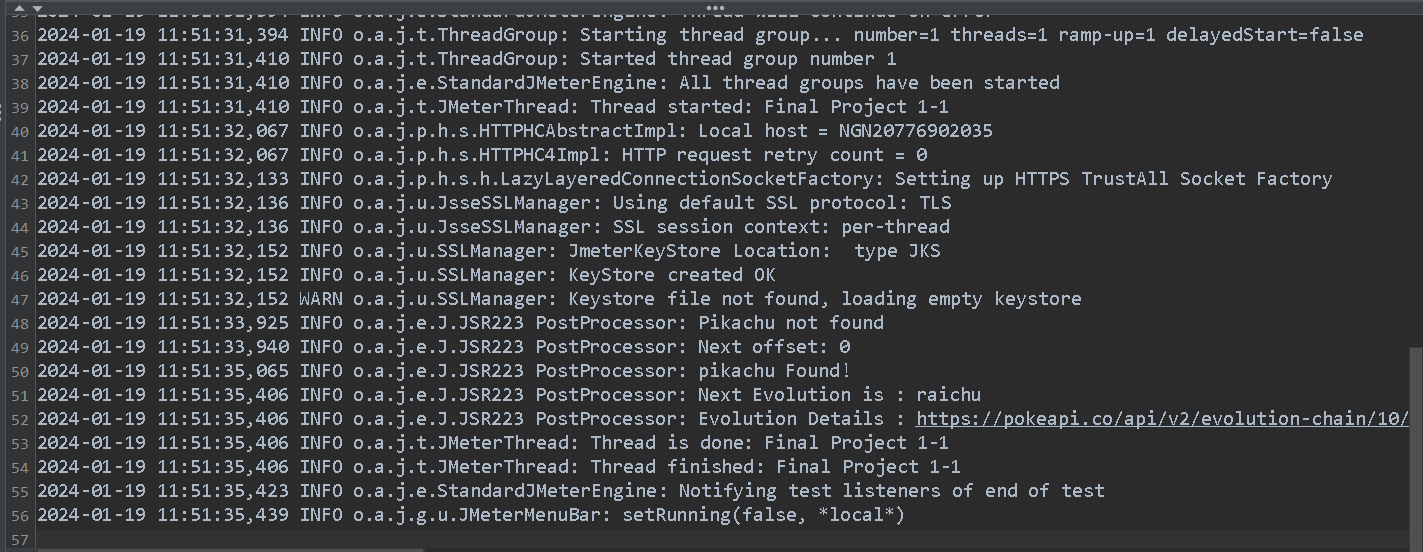 36 2024-01-19 11:51:31,394 INFO o.a.j.t.ThreadGroup: Starting thread group... number=1 threads=1 ramp-up=1 delayedStart=false
37 2024-01-19 11:51:31,410 INFO o.a.j.t.ThreadGroup: Started thread group number 1
38 2024-01-19 11:51:31,410 INFO o.a.j.e.StandardJMeterEngine: All thread groups have been started
39 2024-01-19 11:51:31,410 INFO o.a.j.t.JMeterThread: Thread started: Final Project 1-1
40 2024-01-19 11:51:32,067 INFO o.a.j.p.h.s.HTTPHCAbstractImpl: Local host = NGN20776902035
41 2024-01-19 11:51:32,067 INFO o.a.j.p.h.s.HTTPHC4Impl: HTTP request retry count = 0
42 2024-01-19 11:51:32,133 INFO o.a.j.p.h.s.h.LazyLayeredConnectionSocketFactory: Setting up HTTPS TrustAll Socket Factory
43 2024-01-19 11:51:32,136 INFO o.a.j.u.JsseSSLManager: Using default SSL protocol: TLS
44 2024-01-19 11:51:32,136 INFO o.a.j.u.JsseSSLManager: SSL session context: per-thread
45 2024-01-19 11:51:32,152 INFO o.a.j.u.SSLManager: JmeterKeyStore Location:  type JKS
46 2024-01-19 11:51:32,152 INFO o.a.j.u.SSLManager: KeyStore created OK
47 2024-01-19 11:51:32,152 WARN o.a.j.u.SSLManager: Keystore file not found, loading empty keystore
48 2024-01-19 11:51:33,925 INFO o.a.j.e.J.JSR223 PostProcessor: Pikachu not found
49 2024-01-19 11:51:33,940 INFO o.a.j.e.J.JSR223 PostProcessor: Next offset: 0
50 2024-01-19 11:51:35,065 INFO o.a.j.e.J.JSR223 PostProcessor: pikachu Found!
51 2024-01-19 11:51:35,406 INFO o.a.j.e.J.JSR223 PostProcessor: Next Evolution is : raichu
52 2024-01-19 11:51:35,406 INFO o.a.j.e.J.JSR223 PostProcessor: Evolution Details : https://pokeapi.co/api/v2/evolution-chain/10/
53 2024-01-19 11:51:35,406 INFO o.a.j.t.JMeterThread: Thread is done: Final Project 1-1
54 2024-01-19 11:51:35,406 INFO o.a.j.t.JMeterThread: Thread finished: Final Project 1-1
55 2024-01-19 11:51:35,423 INFO o.a.j.e.StandardJMeterEngine: Notifying test listeners of end of test
56 2024-01-19 11:51:35,439 INFO o.a.j.g.u.JMeterMenuBar: setRunning(false, *local*)
57